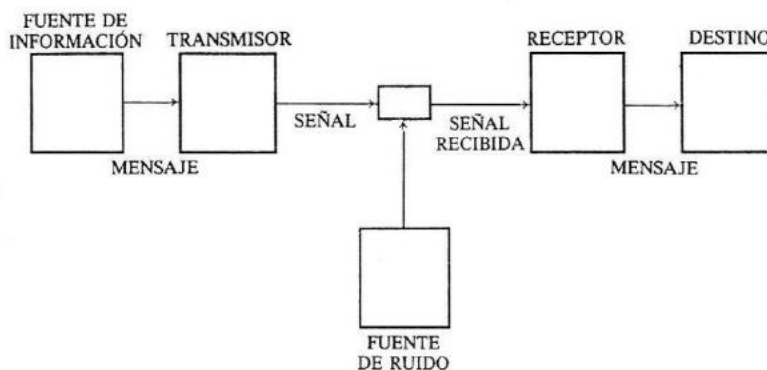 FUENTE DE
INFORMACIÓN
TRANSMISOR
RECEPTOR
DESTINO
SEÑAL
SEÑAL
RECIBIDA
MENSAJE
MENSAJE
FUENTE
DE RUIDO